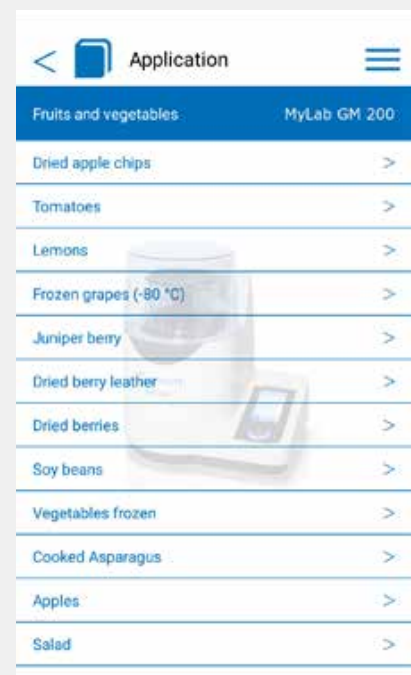 < Application
Fruits and vegetables MyLab GM 200
Dried apple chips >
Tomatoes >
Lemons >
Frozen grapes (-80 °C) >
Juniper berry >
Dried berry leather >
Dried berries >
Soy beans >
Vegetables frozen >
Cooked Asparagus >
Apples >
Salad >